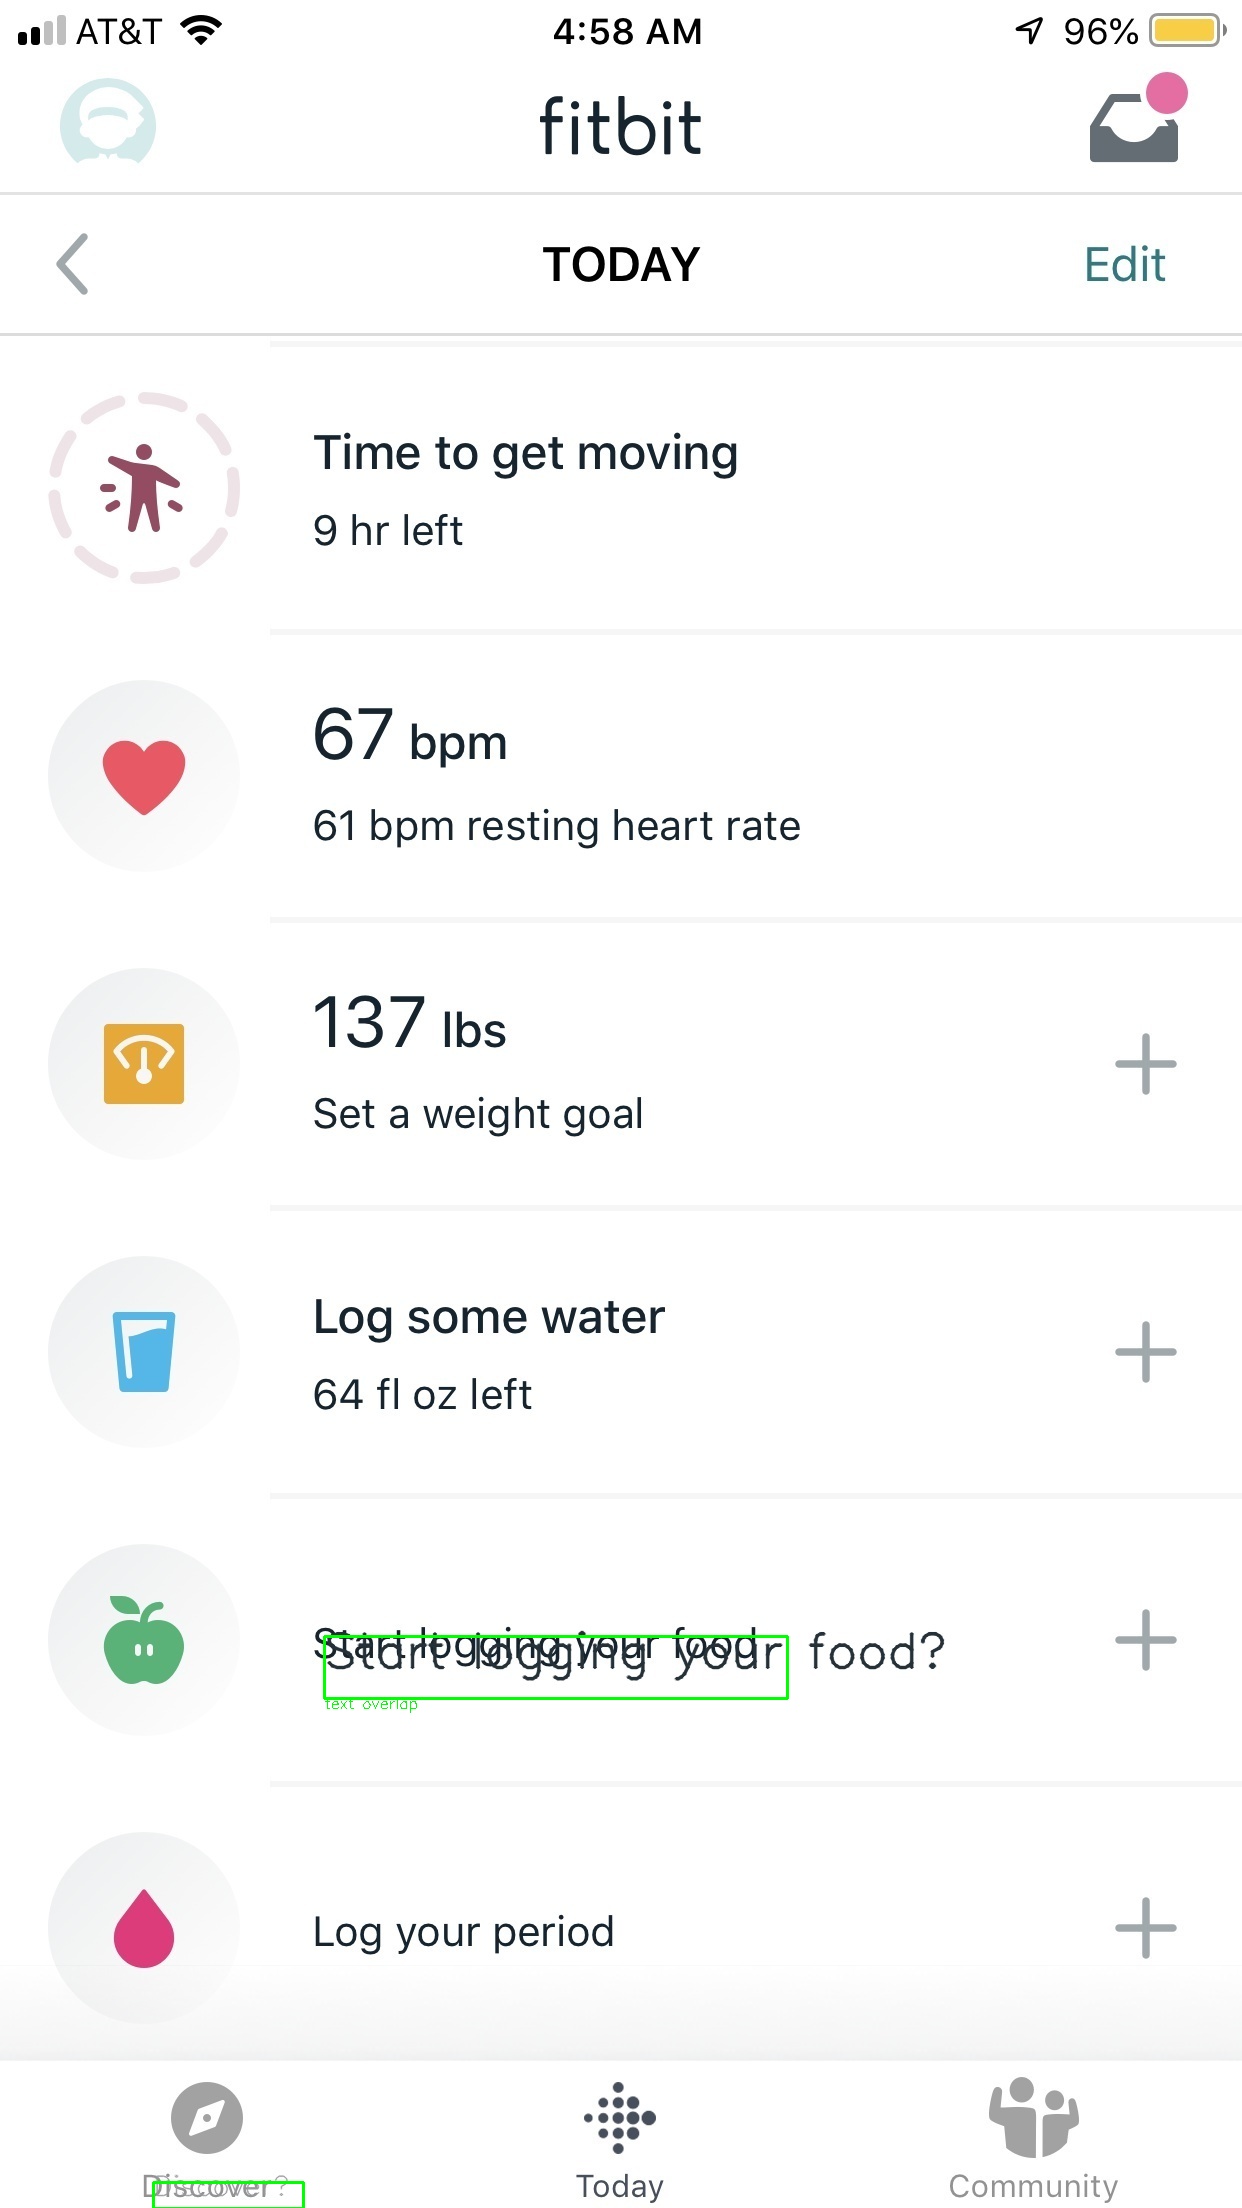 AT&T 4:58 AM 96%
fitbit
TODAY Edit
Time to get moving
9 hr left
67 bpm
61 bpm resting heart rate
137 lbs
Set a weight goal
Log some water
64 fl oz left
Start logging your food
Start logging your food?
text overlap
Log your period
Discover
Discover?
Today
Community